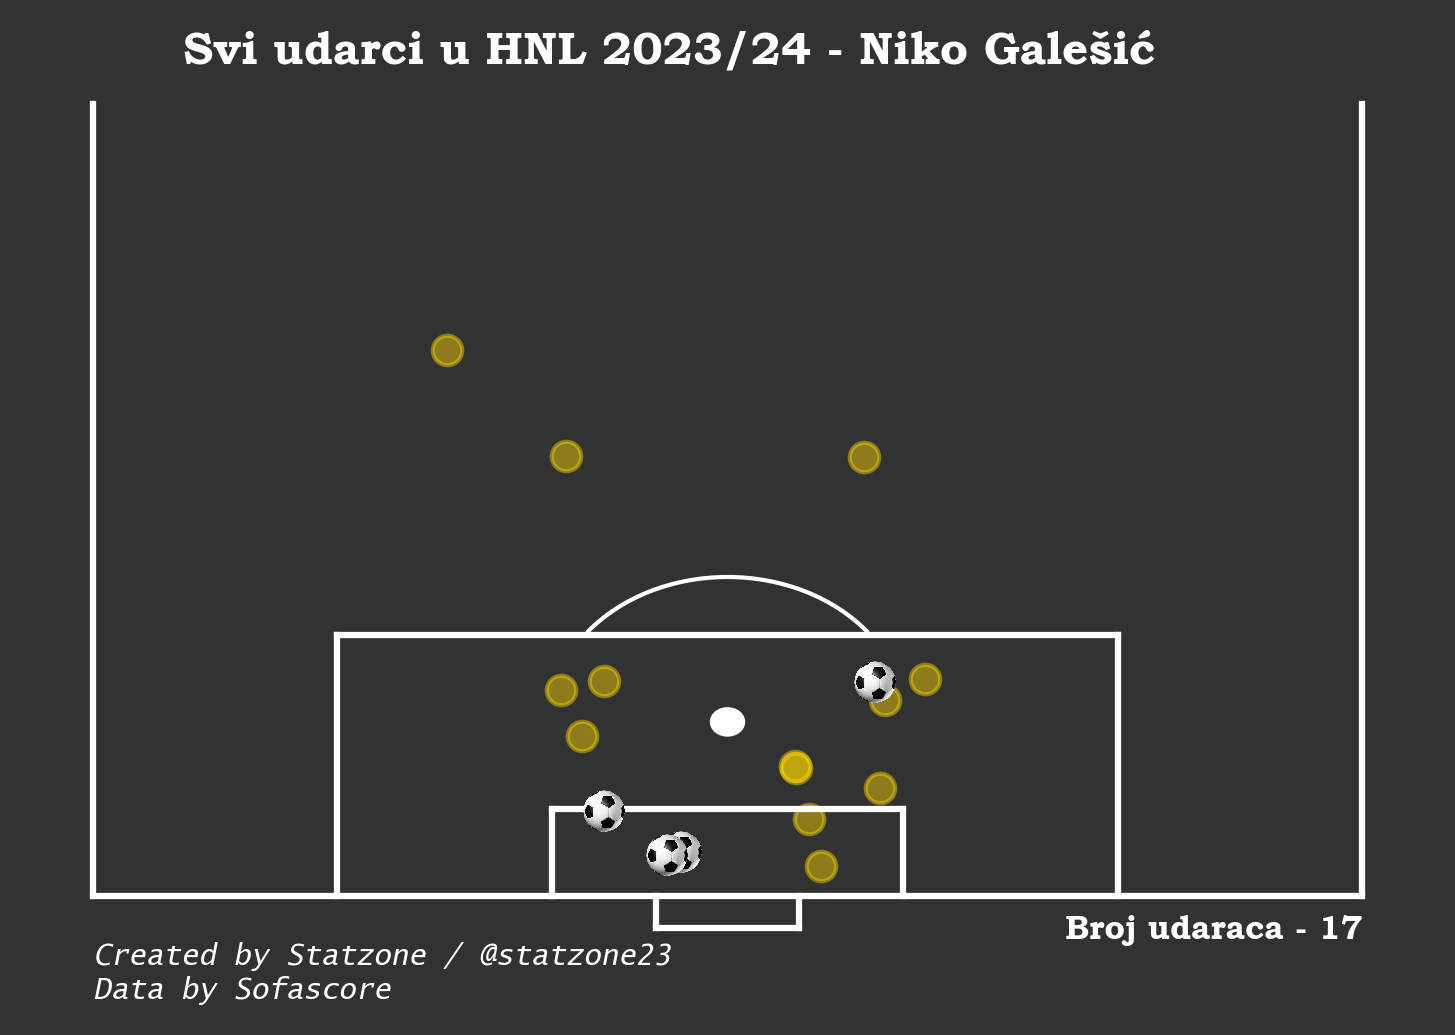 Svi udarci u HNL 2023/24 - Niko Galešić
Broj udaraca - 17
Created by Statzone / @statzone23
Data by Sofascore